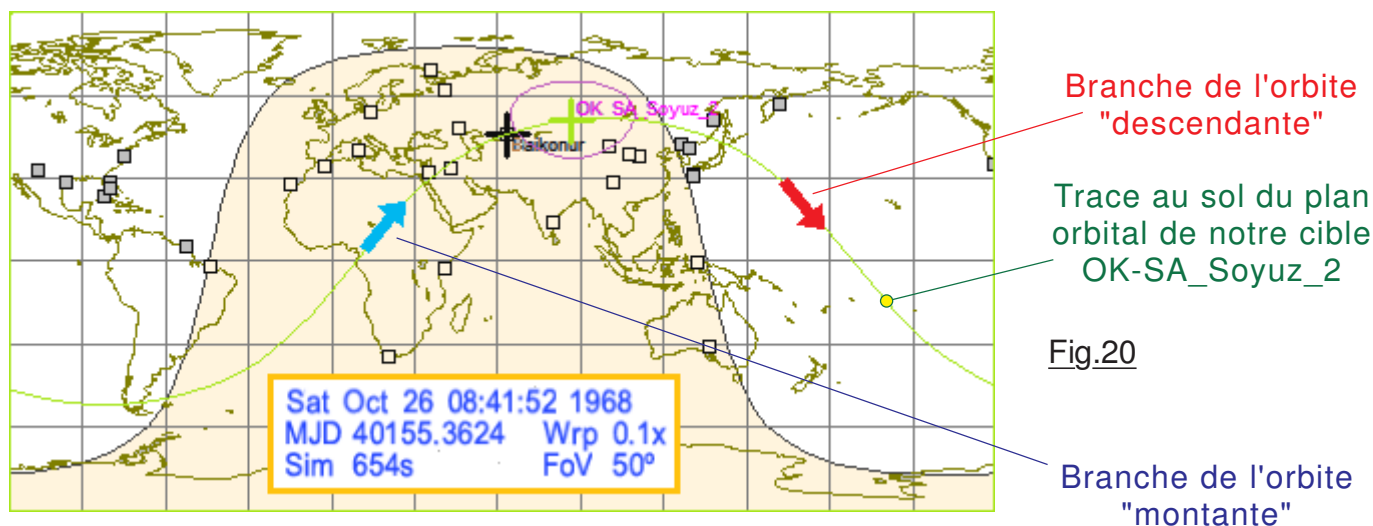 OK_SA_Soyuz_2
Baikonur
Sat Oct 26 08:41:52 1968
MJD 40155.3624 Wrp 0.1x
Sim 654s FoV 50º
Branche de l'orbite
"descendante"
Trace au sol du plan
orbital de notre cible
OK-SA_Soyuz_2
Fig.20
Branche de l'orbite
"montante"